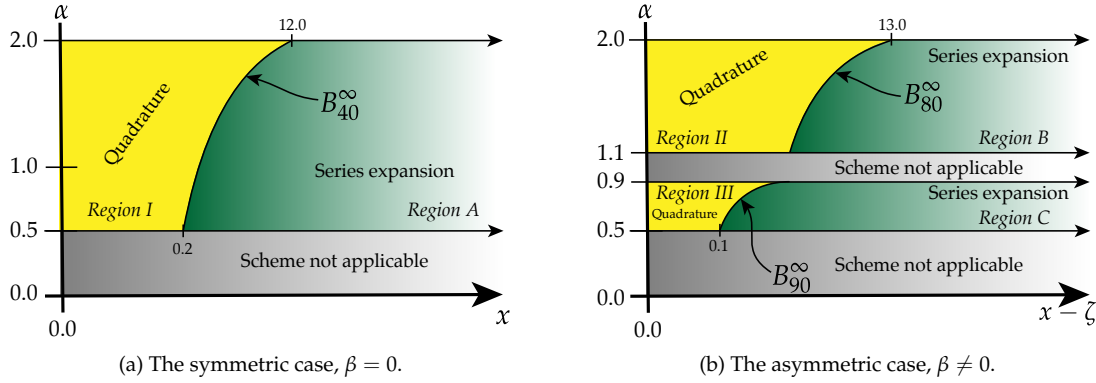 α
12.0
2.0
Quadrature
B_{40}^∞
1.0
Series expansion
Region I
Region A
0.5
0.2
Scheme not applicable
0.0
x
0.0
(a) The symmetric case, β = 0.
α
13.0
2.0
Series expansion
Quadrature
B_{80}^∞
Region II
Region B
1.1
Scheme not applicable
0.9
Region III
Series expansion
Quadrature
Region C
0.5
0.1
Scheme not applicable
B_{90}^∞
0.0
x − ζ
0.0
(b) The asymmetric case, β ≠ 0.